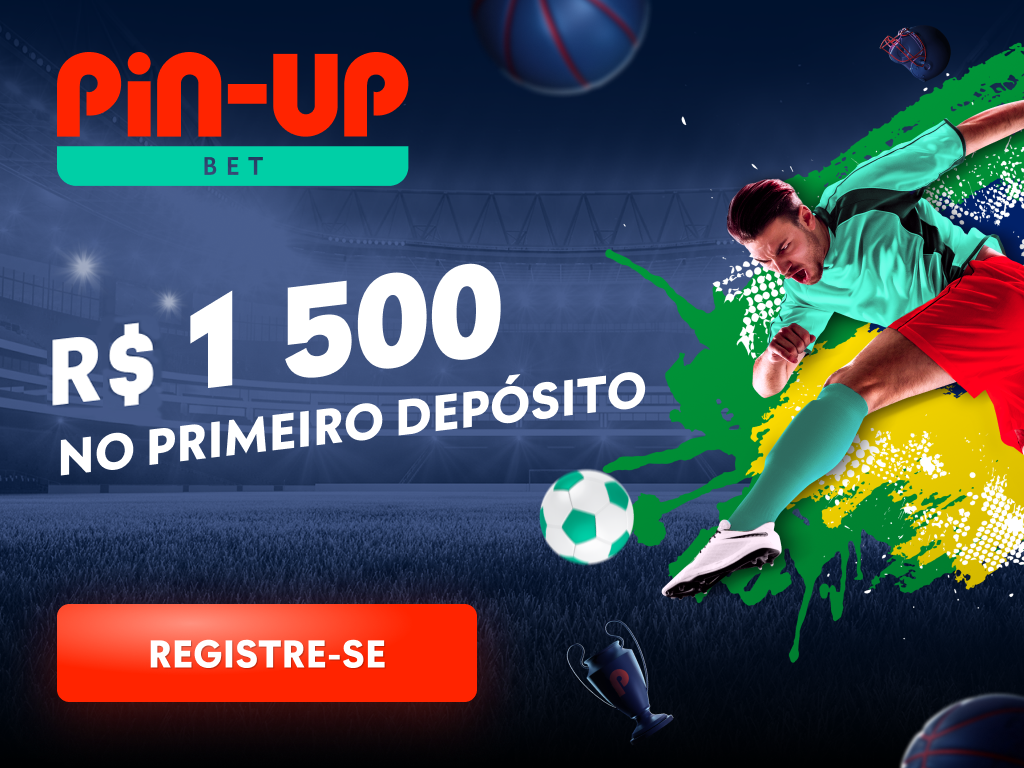 PiN-UP
BET
R$ 1 500
NO PRIMEIRO DEPÓSITO
REGISTRE-SE
P